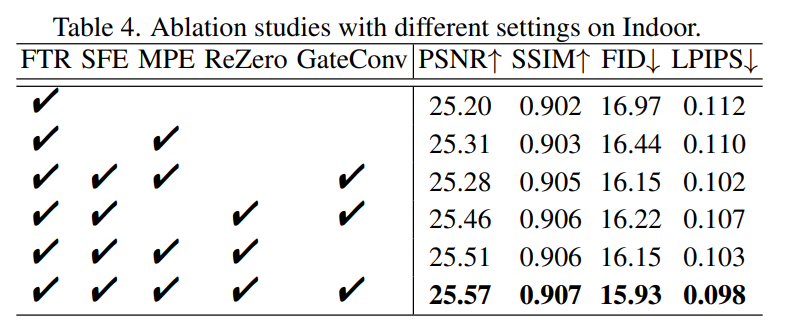 Table 4. Ablation studies with different settings on Indoor.
FTR SFE MPE ReZero GateConv PSNR↑ SSIM↑ FID↓ LPIPS↓
✔ 25.20 0.902 16.97 0.112
✔ ✔ 25.31 0.903 16.44 0.110
✔ ✔ ✔ ✔ 25.28 0.905 16.15 0.102
✔ ✔ ✔ ✔ 25.46 0.906 16.22 0.107
✔ ✔ ✔ ✔ 25.51 0.906 16.15 0.103
✔ ✔ ✔ ✔ ✔ 25.57 0.907 15.93 0.098